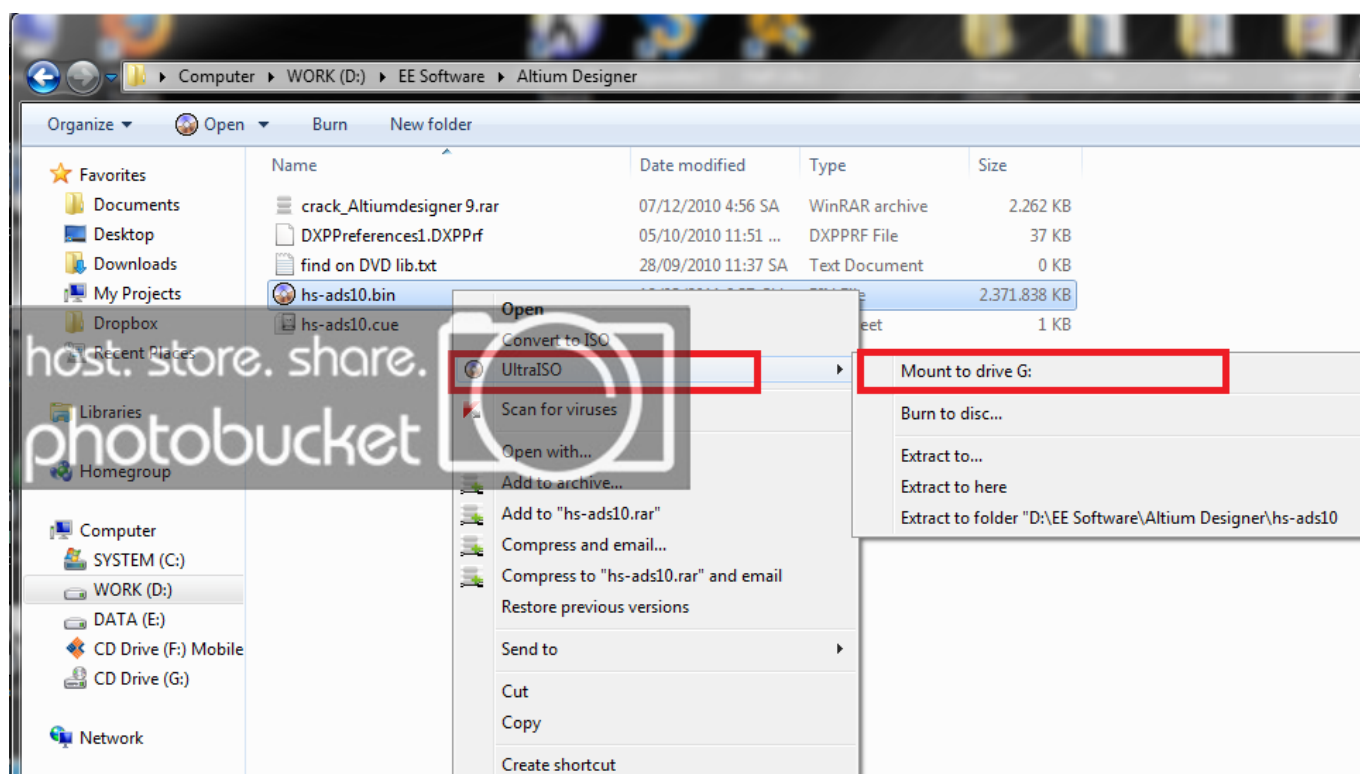 Computer ▸ WORK (D:) ▸ EE Software ▸ Altium Designer
Organize Open Burn New folder
Name Date modified Type Size
Favorites
Documents
Desktop
Downloads
My Projects
Dropbox
Recent Places
Libraries
Homegroup
Computer
SYSTEM (C:)
WORK (D:)
DATA (E:)
CD Drive (F:) Mobile
CD Drive (G:)
Network
crack_Altiumdesigner 9.rar 07/12/2010 4:56 SA WinRAR archive 2.262 KB
DXPPreferences1.DXPPrf 05/10/2010 11:51 ... DXPPRF File 37 KB
find on DVD lib.txt 28/09/2010 11:37 SA Text Document 0 KB
hs-ads10.bin 2.371.838 KB
hs-ads10.cue 1 KB
Open
Convert to ISO
UltraISO
Scan for viruses
Open with...
Add to archive...
Add to "hs-ads10.rar"
Compress and email...
Compress to "hs-ads10.rar" and email
Restore previous versions
Send to
Cut
Copy
Create shortcut
Mount to drive G:
Burn to disc...
Extract to...
Extract to here
Extract to folder "D:\EE Software\Altium Designer\hs-ads10
host. store. share.
photobucket